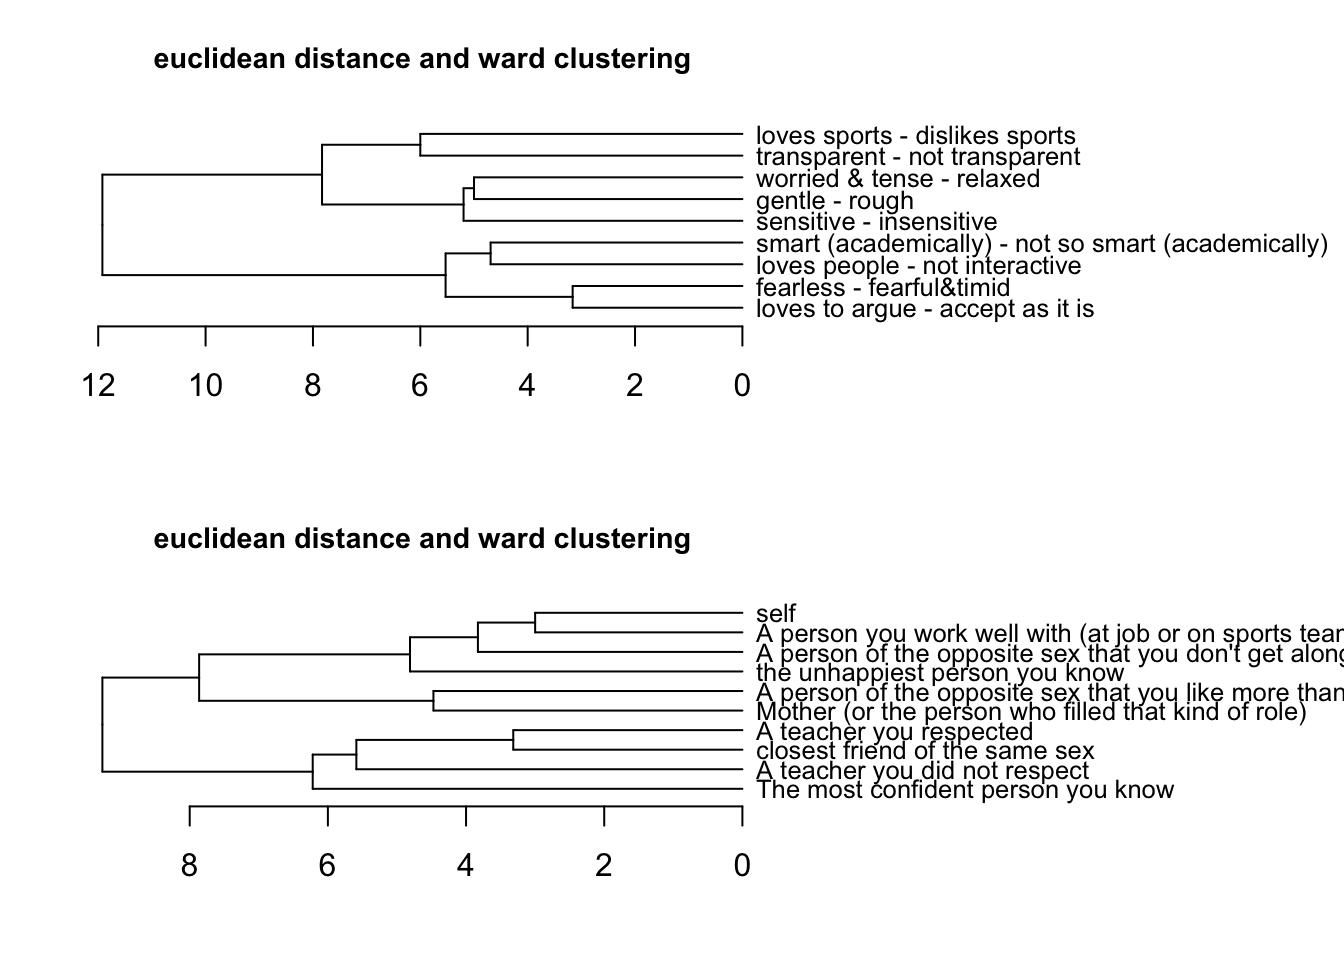 euclidean distance and ward clustering
loves sports - dislikes sports
transparent - not transparent
worried & tense - relaxed
gentle - rough
sensitive - insensitive
smart (academically) - not so smart (academically)
loves people - not interactive
fearless - fearful&timid
loves to argue - accept as it is
12 10 8 6 4 2 0
euclidean distance and ward clustering
self
A person you work well with (at job or on sports tear
A person of the opposite sex that you don't get along
the unhappiest person you know
A person of the opposite sex that you like more than
Mother (or the person who filled that kind of role)
A teacher you respected
closest friend of the same sex
A teacher you did not respect
The most confident person you know
8 6 4 2 0